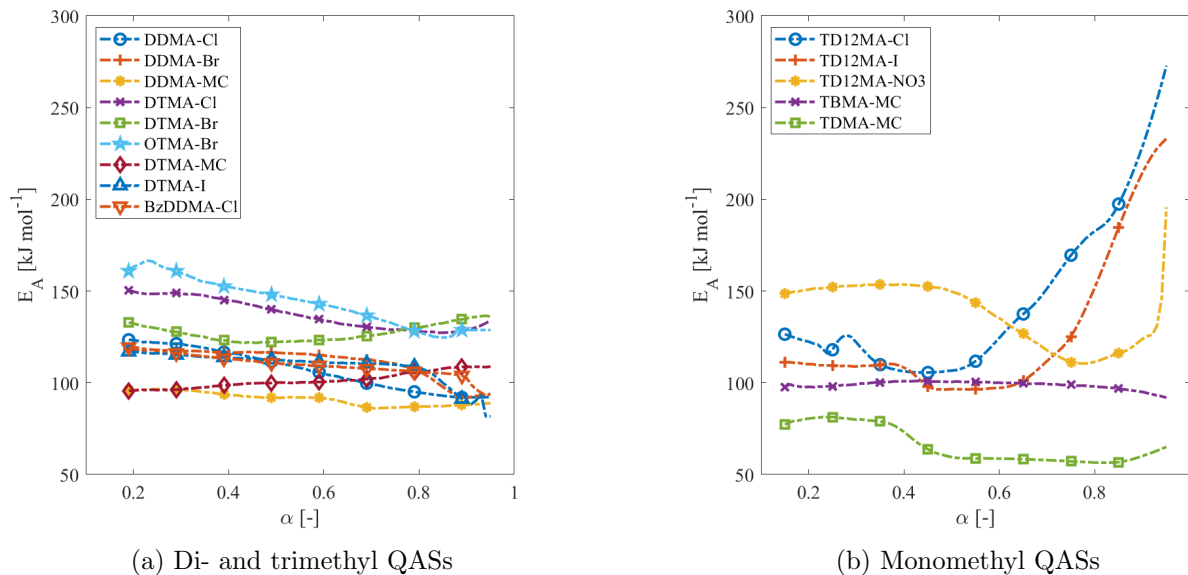 300
250
200
150
100
50
E_A [kJ mol^-1]
DDMA-Cl
DDMA-Br
DDMA-MC
DTMA-Cl
DTMA-Br
OTMA-Br
DTMA-MC
DTMA-I
BzDDMA-Cl
0.2 0.4 0.6 0.8 1
α [-]
(a) Di- and trimethyl QASs
300
250
200
150
100
50
E_A [kJ mol^-1]
TD12MA-Cl
TD12MA-I
TD12MA-NO3
TBMA-MC
TDMA-MC
0.2 0.4 0.6 0.8
α [-]
(b) Monomethyl QASs